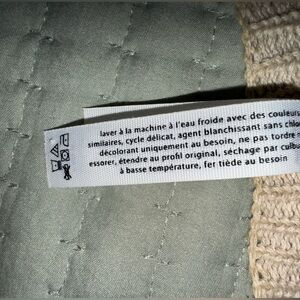 laver à la machine à l'eau froide avec des couleurs
similaires, cycle délicat, agent blanchissant sans
décolorant uniquement au besoin, ne pas tordre
essorer, étendre au profil original, séchage par
à basse température, fer tiède au besoin